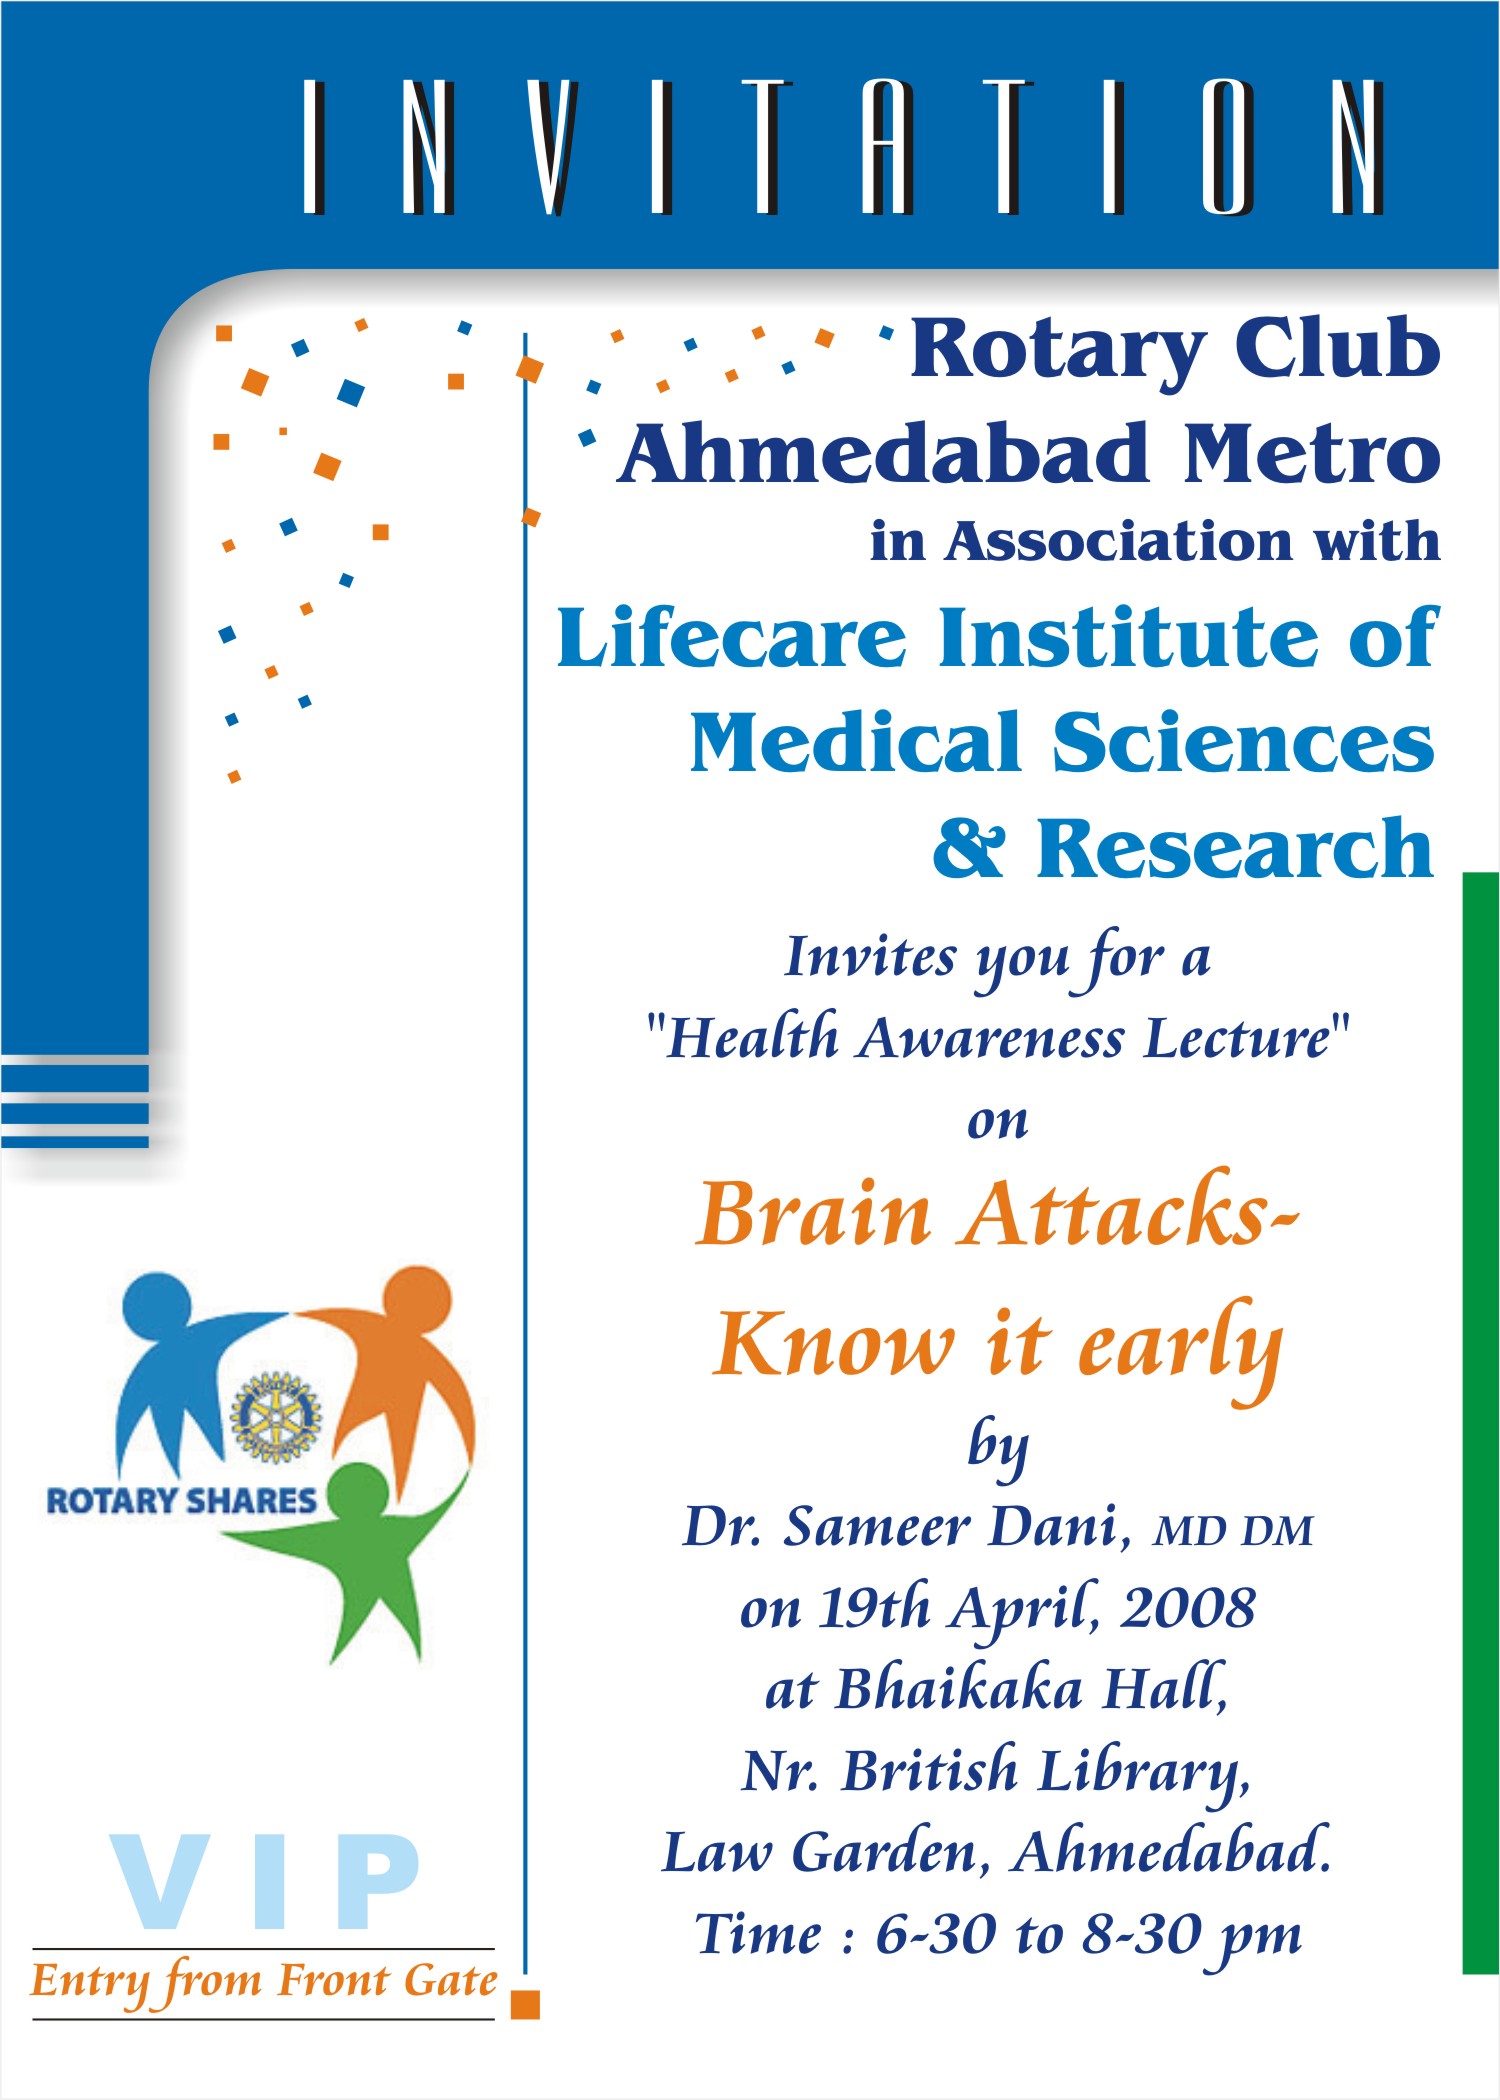 INVITATION
Rotary Club
Ahmedabad Metro
in Association with
Lifecare Institute of
Medical Sciences
& Research
Invites you for a
"Health Awareness Lecture"
on
Brain Attacks-
Know it early
by
Dr. Sameer Dani, MD DM
on 19th April, 2008
at Bhaikaka Hall,
Nr. British Library,
Law Garden, Ahmedabad.
Time : 6-30 to 8-30 pm
ROTARY SHARES
VIP
Entry from Front Gate